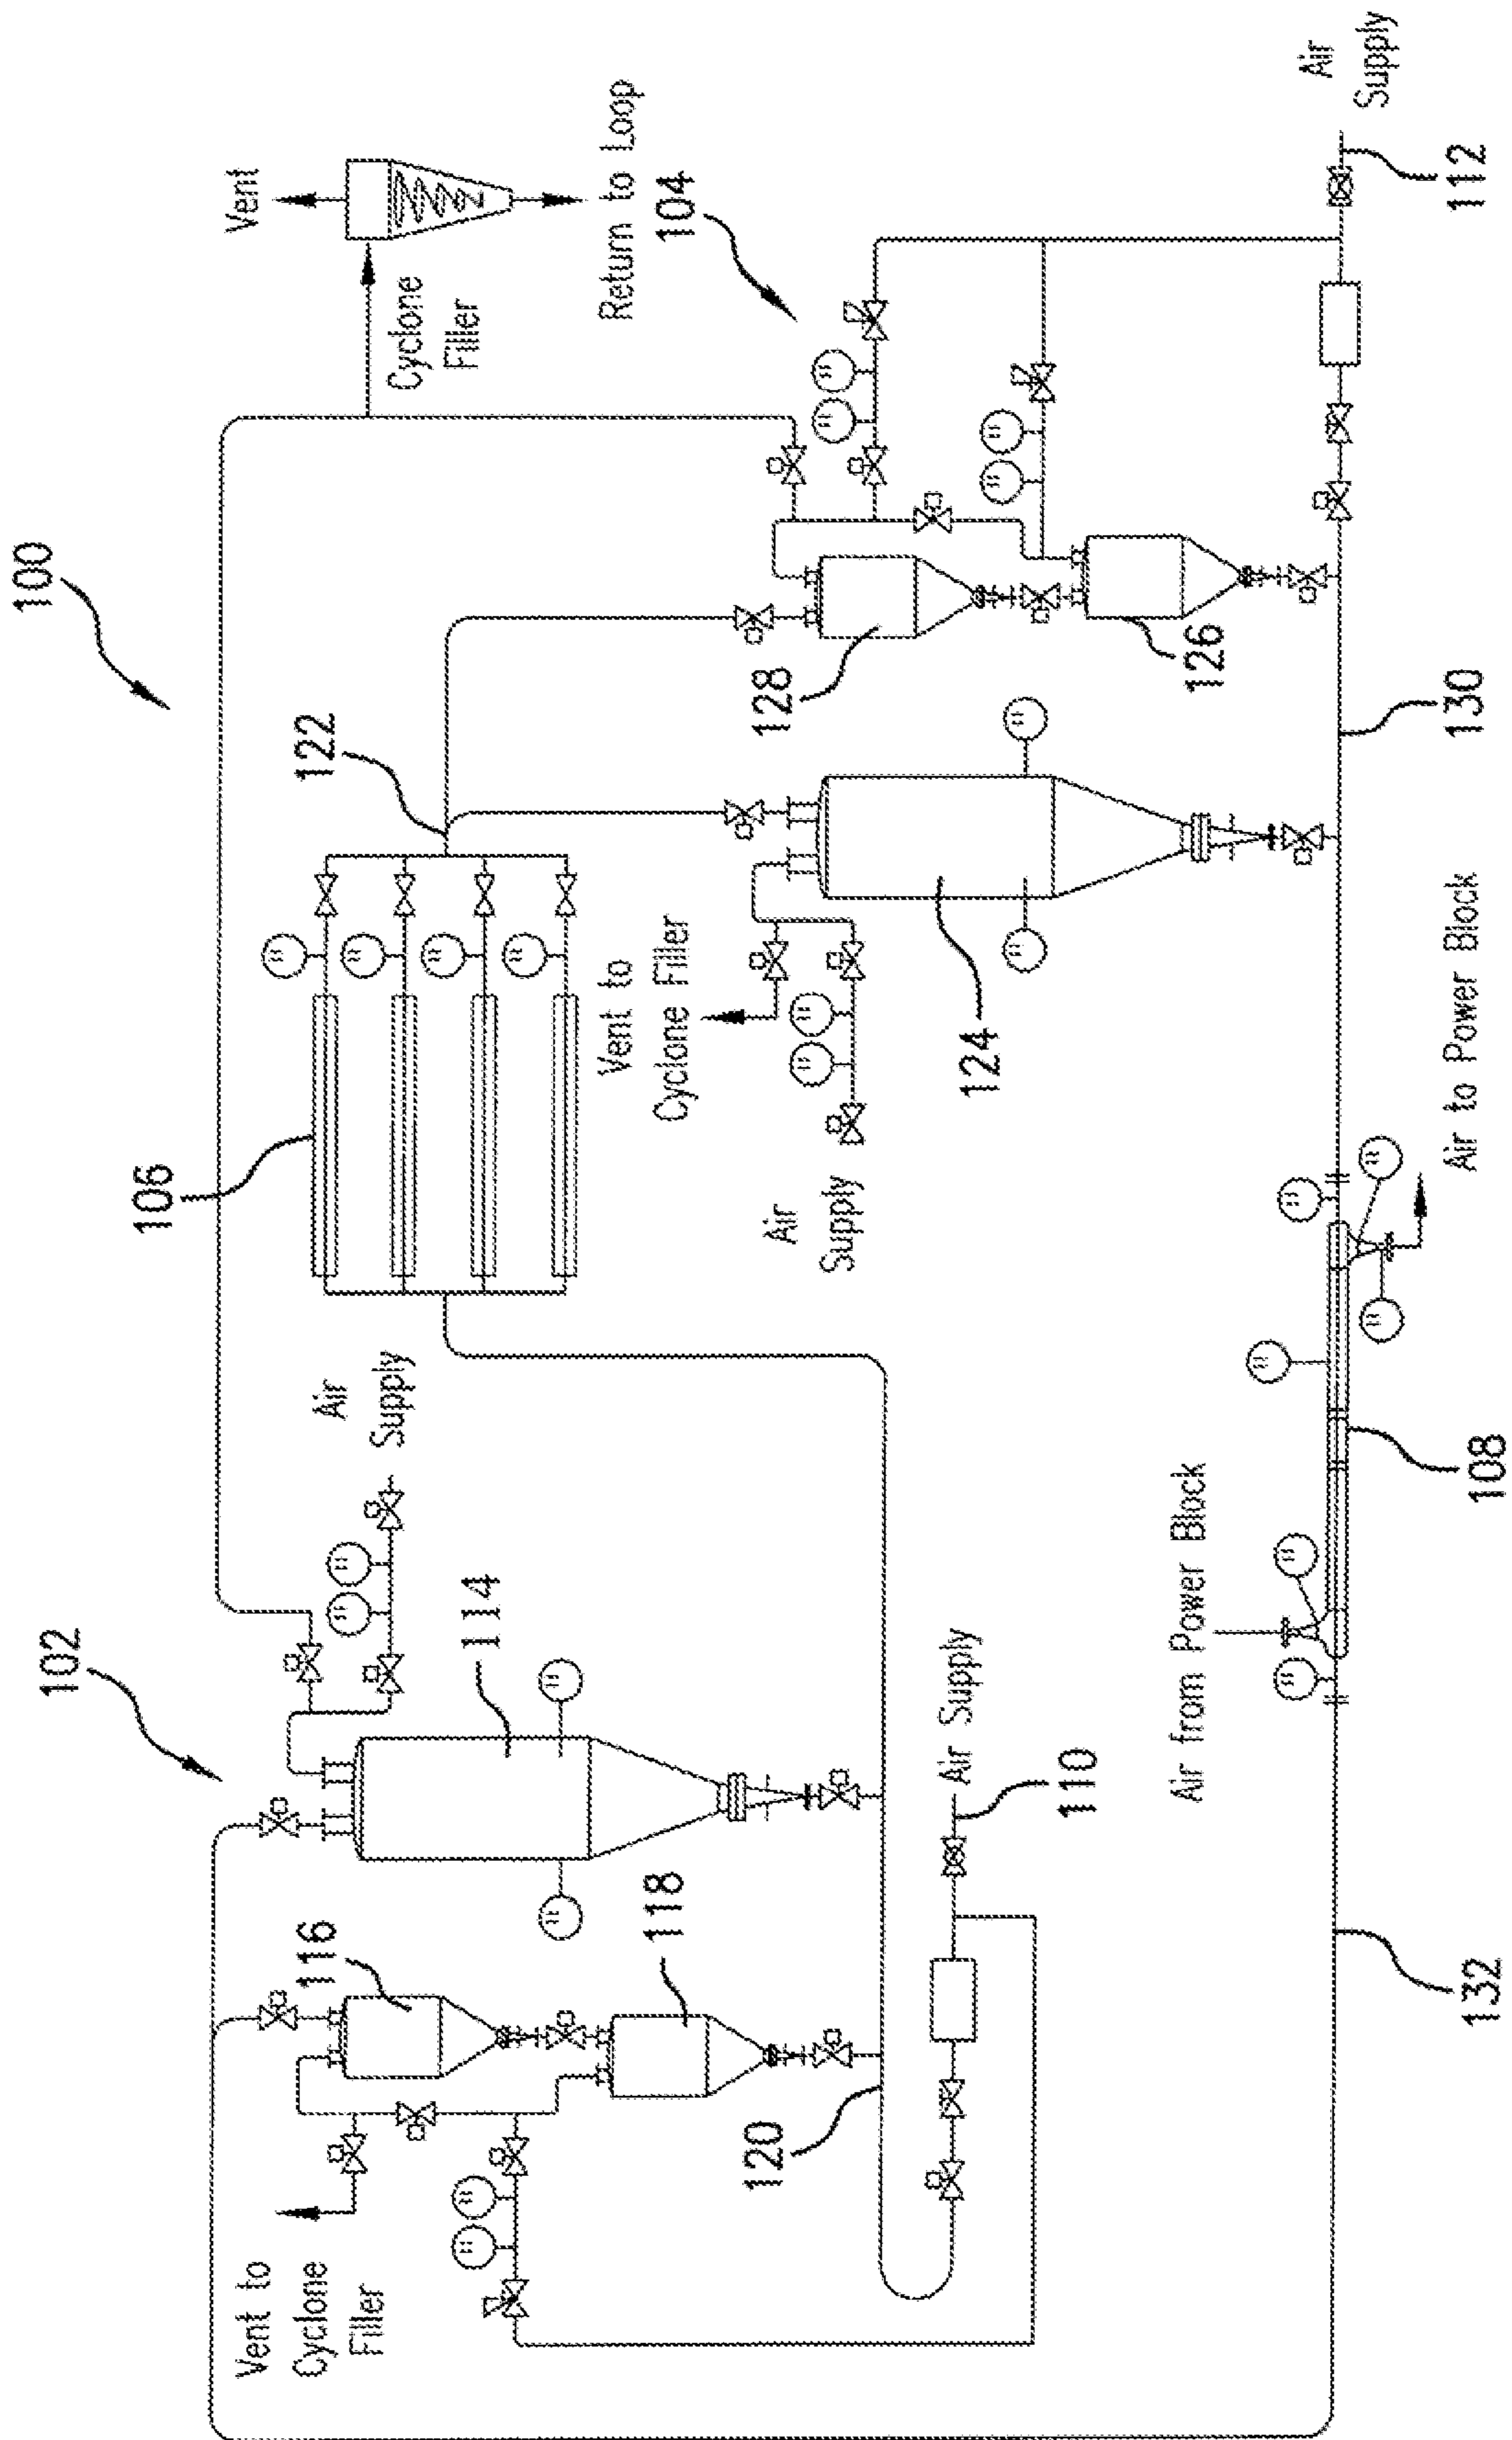 100
102
104
Vent
Cyclone
Filler
Return to Loop
106
122
Air
Supply
114
116
118
Vent to
Cyclone
Filler
120
Air Supply
110
Vent to
Cyclone Filler
Air
Supply
124
128
126
Air
Supply
112
130
Air to Power Block
108
Air from Power Block
132